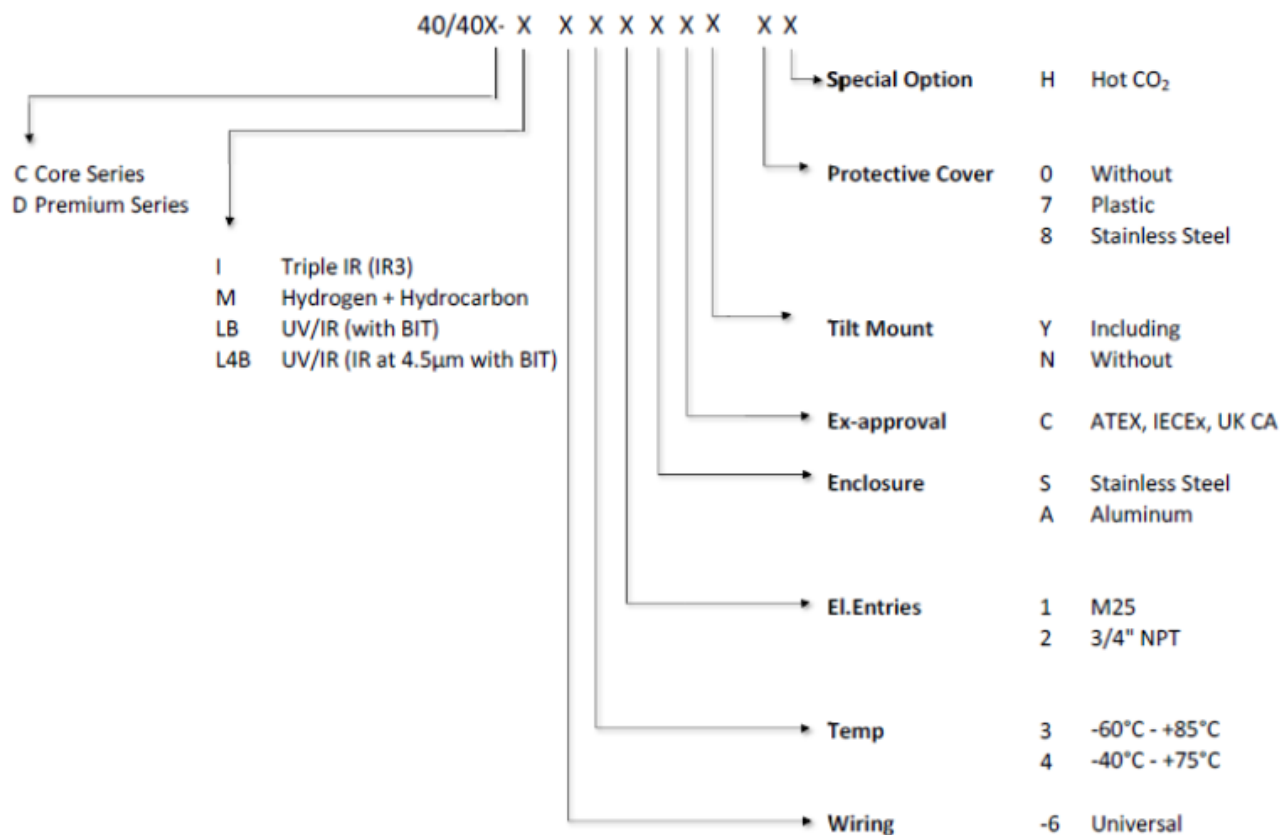 40/40X- X X X X X X X X X
Special Option H Hot CO₂
Protective Cover 0 Without
7 Plastic
8 Stainless Steel
C Core Series
D Premium Series
I Triple IR (IR3)
M Hydrogen + Hydrocarbon
LB UV/IR (with BIT)
L4B UV/IR (IR at 4.5µm with BIT)
Tilt Mount Y Including
N Without
Ex-approval C ATEX, IECEx, UK CA
Enclosure S Stainless Steel
A Aluminum
El.Entries 1 M25
2 3/4" NPT
Temp 3 -60°C - +85°C
4 -40°C - +75°C
Wiring -6 Universal